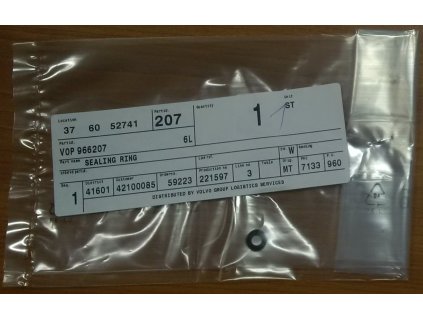 Location
37 60 52741
Partid.
207
Quantity
1
Unit
ST
Partid.
VOP 966207
6L
Part name
SEALING RING
Seq.
1
District
41601
Customer
42100085
59223
221597
Line no
3
W
MT
7133
960
DISTRIBUTED BY VOLVO GROUP LOGISTICS SERVICES